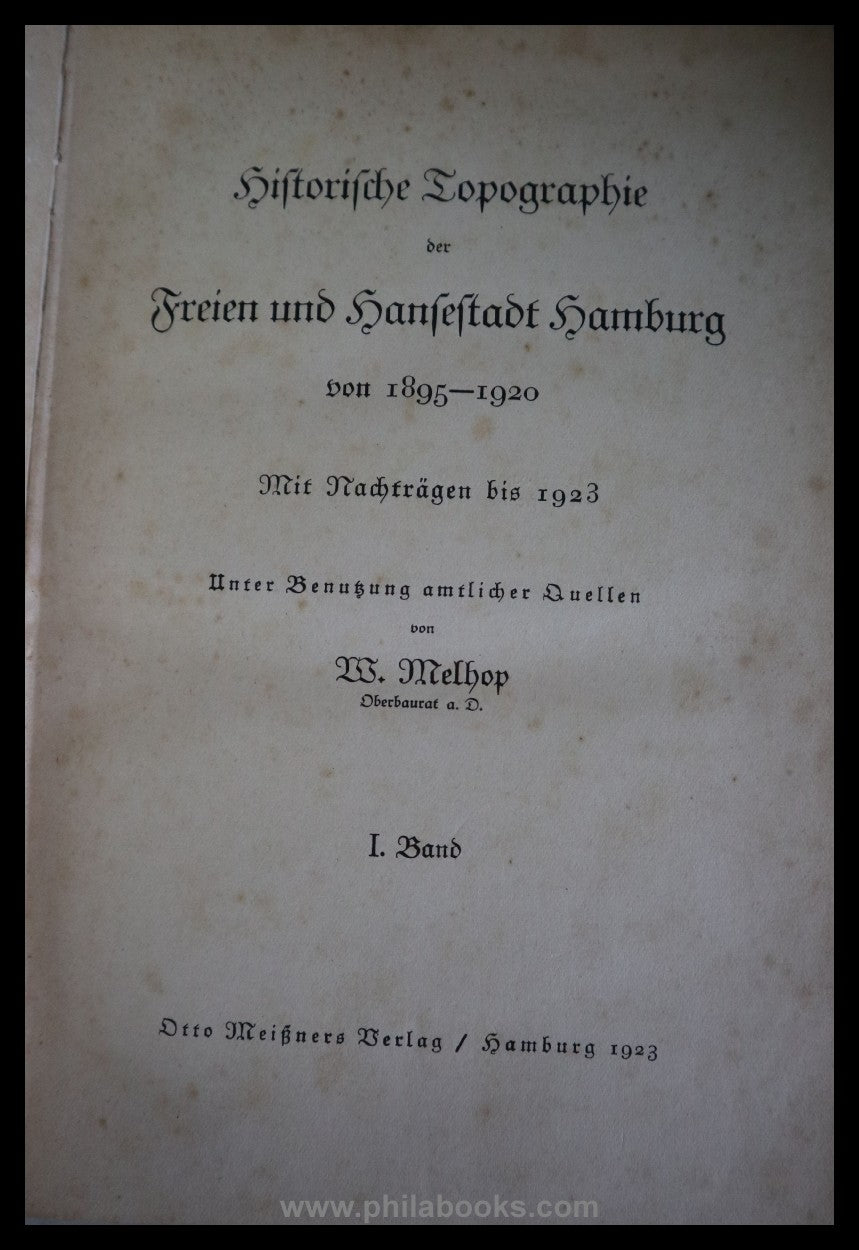 Hiſtoriſche Topographie
der
Freien und Hanſeſtadt Hamburg
von 1895—1920
Mit Nachträgen bis 1923
Unter Benutzung amtlicher Quellen
von
W. Melhop
Oberbaurat a. D.
I. Band
Otto Meißners Verlag / Hamburg 1923
www.philabooks.com